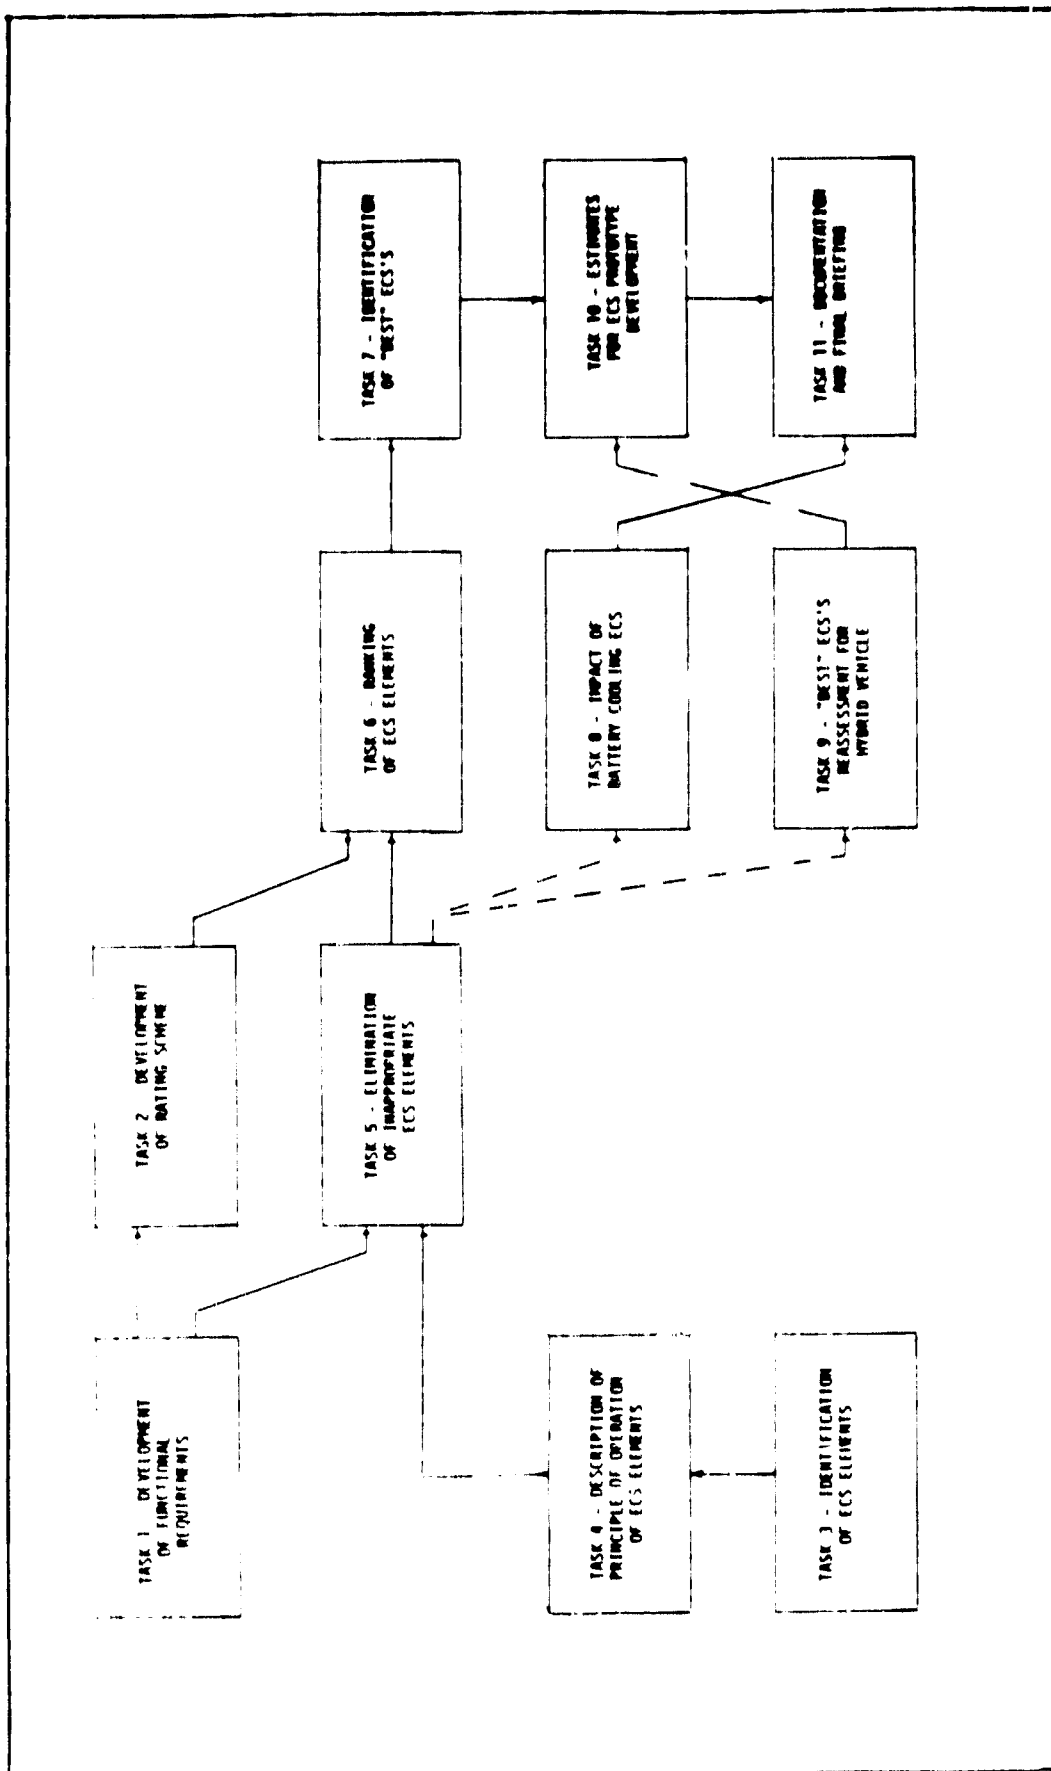 TASK 1 DEVELOPMENT
OF FUNCTIONAL
REQUIREMENTS
TASK 2 DEVELOPMENT
OF RATING SCHEME
TASK 3 - IDENTIFICATION
OF ECS ELEMENTS
TASK 4 - DESCRIPTION OF
PRINCIPLE OF OPERATION
OF ECS ELEMENTS
TASK 5 - ELIMINATION
OF INAPPROPRIATE
ECS ELEMENTS
TASK 6 - RANKING
OF ECS ELEMENTS
TASK 7 - IDENTIFICATION
OF "BEST" ECS'S
TASK 8 - IMPACT OF
BATTERY COOLING ECS
TASK 9 - "BEST" ECS'S
REASSESSMENT FOR
HYBRID VEHICLE
TASK 10 - ESTIMATES
FOR ECS PROTOTYPE
DEVELOPMENT
TASK 11 - DOCUMENTATION
AND FINAL BRIEFING